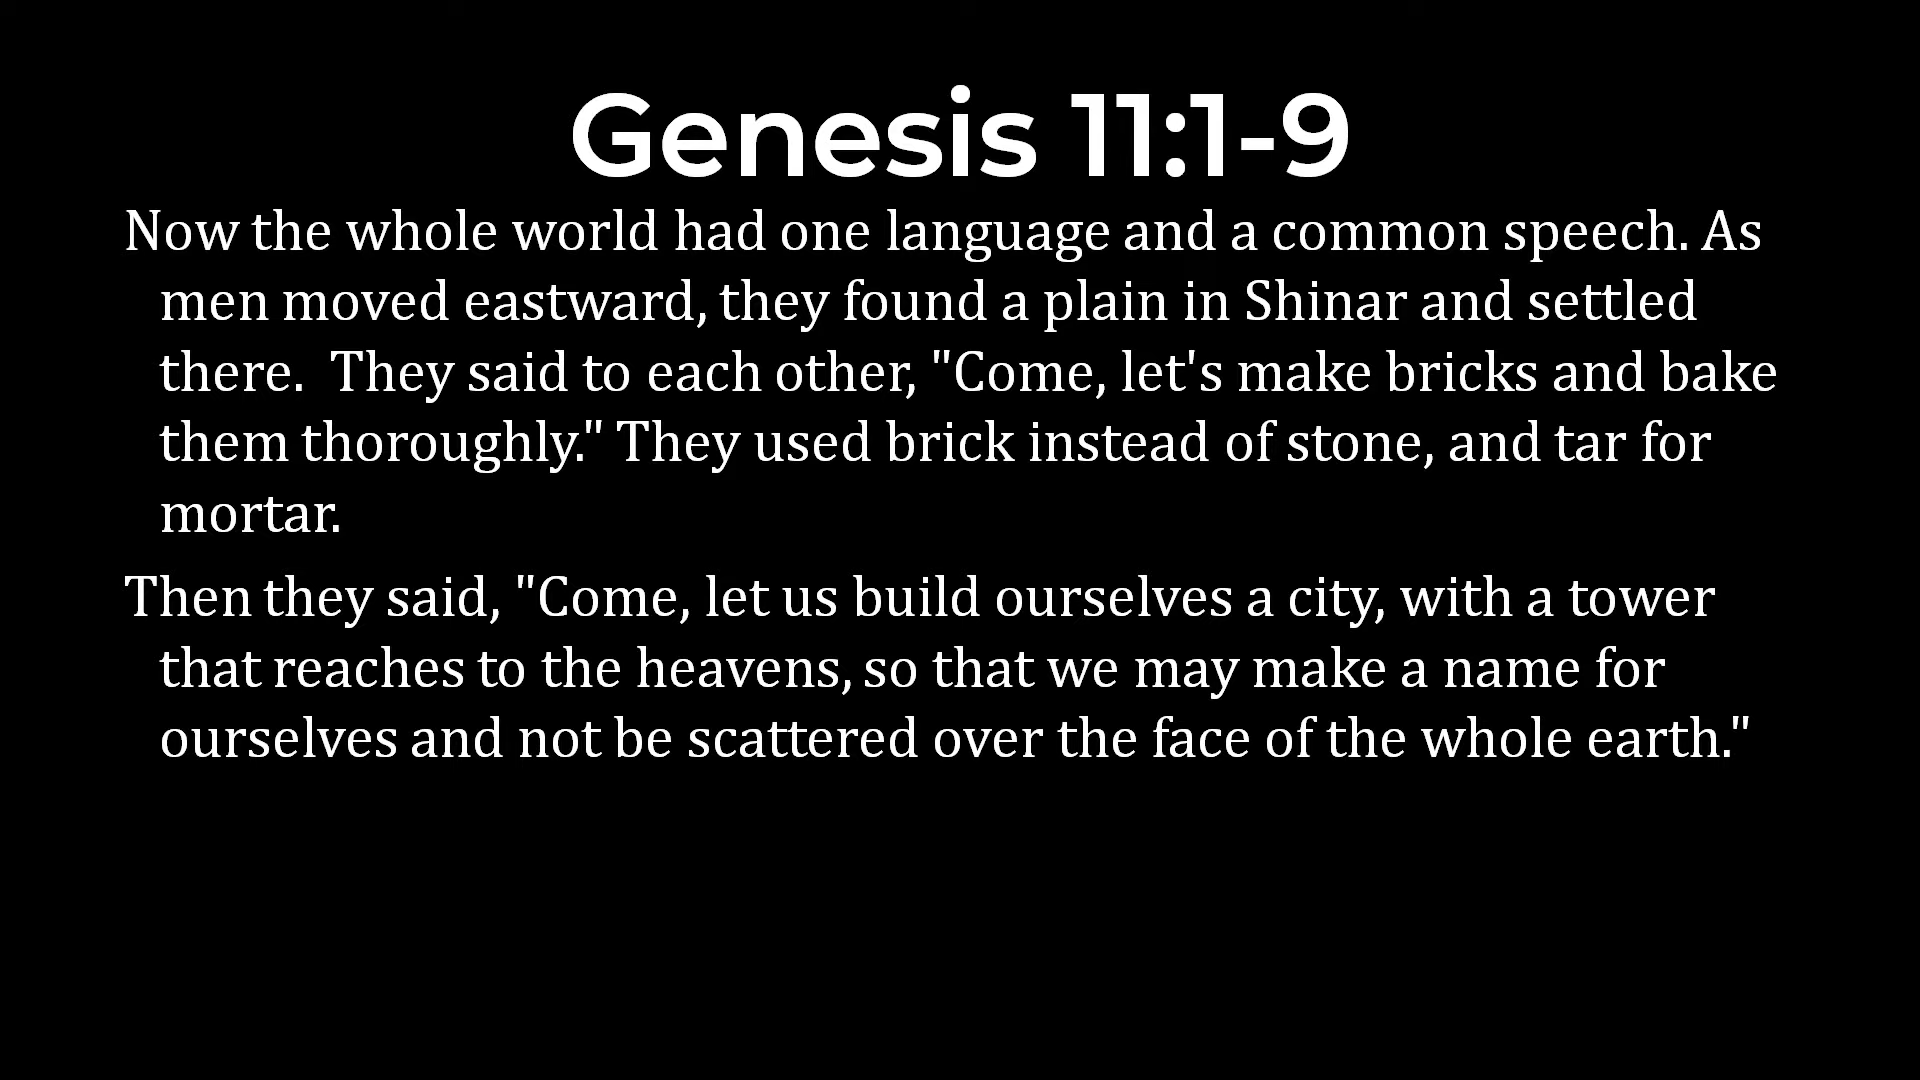 Genesis 11:1-9
Now the whole world had one language and a common speech. As
men moved eastward, they found a plain in Shinar and settled
there.  They said to each other, "Come, let's make bricks and bake
them thoroughly." They used brick instead of stone, and tar for
mortar.
Then they said, "Come, let us build ourselves a city, with a tower
that reaches to the heavens, so that we may make a name for
ourselves and not be scattered over the face of the whole earth."